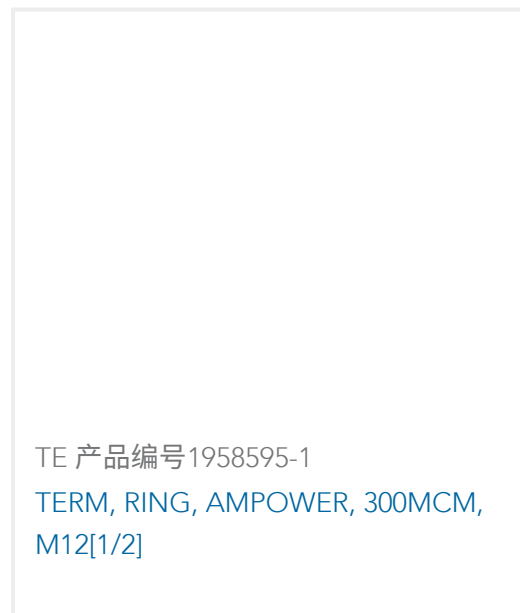 TE 产品编号1958595-1
TERM, RING, AMPOWER, 300MCM,
M12[1/2]